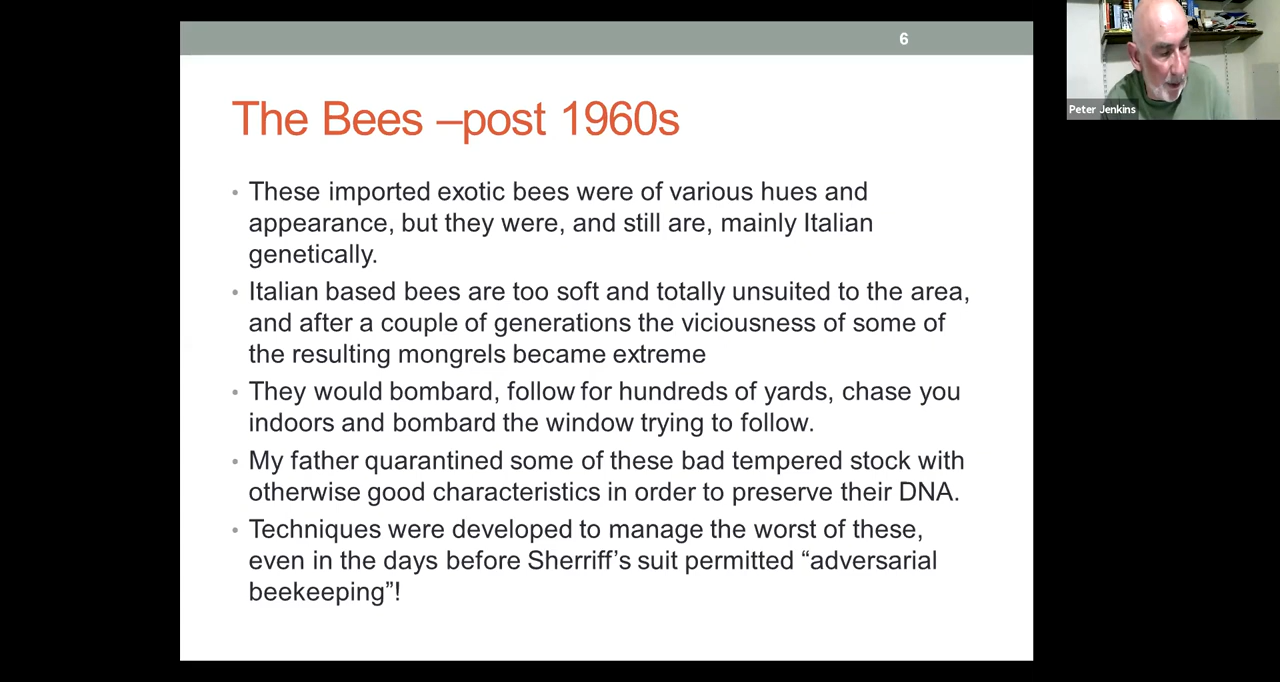 6
Peter Jenkins
The Bees –post 1960s
• These imported exotic bees were of various hues and
appearance, but they were, and still are, mainly Italian
genetically.
• Italian based bees are too soft and totally unsuited to the area,
and after a couple of generations the viciousness of some of
the resulting mongrels became extreme
• They would bombard, follow for hundreds of yards, chase you
indoors and bombard the window trying to follow.
• My father quarantined some of these bad tempered stock with
otherwise good characteristics in order to preserve their DNA.
• Techniques were developed to manage the worst of these,
even in the days before Sherriff’s suit permitted “adversarial
beekeeping”!